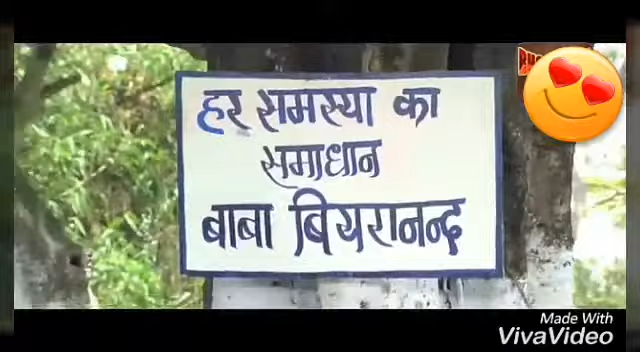 हर समस्या का
समाधान
बाबा बियरानन्द
Made With
VivaVideo